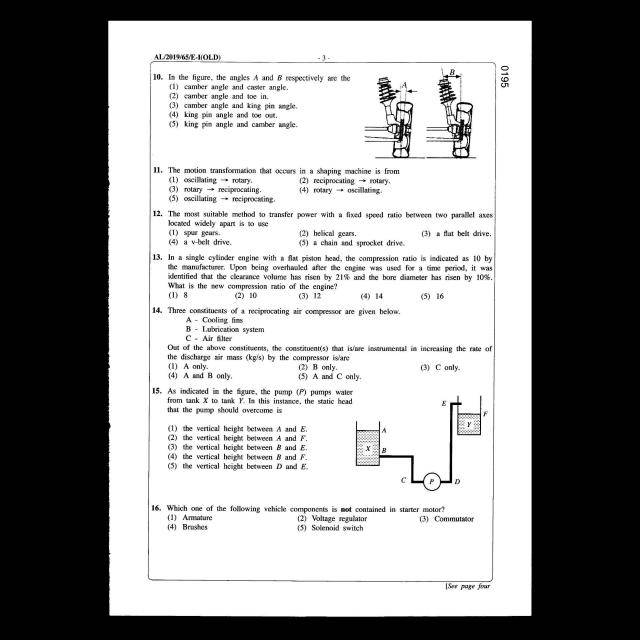 AL/2019/65/E-I(OLD)
- 3 -
0195
10. In the figure, the angles A and B respectively are the
(1) camber angle and caster angle.
(2) camber angle and toe in.
(3) camber angle and king pin angle.
(4) king pin angle and toe out.
(5) king pin angle and camber angle.
A
B
11. The motion transformation that occurs in a shaping machine is from
(1) oscillating → rotary. (2) reciprocating → rotary.
(3) rotary → reciprocating. (4) rotary → oscillating.
(5) oscillating → reciprocating.
12. The most suitable method to transfer power with a fixed speed ratio between two parallel axes
located widely apart is to use
(1) spur gears. (2) helical gears. (3) a flat belt drive.
(4) a v-belt drive. (5) a chain and sprocket drive.
13. In a single cylinder engine with a flat piston head, the compression ratio is indicated as 10 by
the manufacturer. Upon being overhauled after the engine was used for a time period, it was
identified that the clearance volume has risen by 21% and the bore diameter has risen by 10%.
What is the new compression ratio of the engine?
(1) 8 (2) 10 (3) 12 (4) 14 (5) 16
14. Three constituents of a reciprocating air compressor are given below.
A - Cooling fins
B - Lubrication system
C - Air filter
Out of the above constituents, the constituent(s) that is/are instrumental in increasing the rate of
the discharge air mass (kg/s) by the compressor is/are
(1) A only. (2) B only. (3) C only.
(4) A and B only. (5) A and C only.
15. As indicated in the figure, the pump (P) pumps water
from tank X to tank Y. In this instance, the static head
that the pump should overcome is
(1) the vertical height between A and E.
(2) the vertical height between A and F.
(3) the vertical height between B and E.
(4) the vertical height between B and F.
(5) the vertical height between D and E.
E
F
Y
A
X
B
C
P
D
16. Which one of the following vehicle components is not contained in starter motor?
(1) Armature (2) Voltage regulator (3) Commutator
(4) Brushes (5) Solenoid switch
[See page four